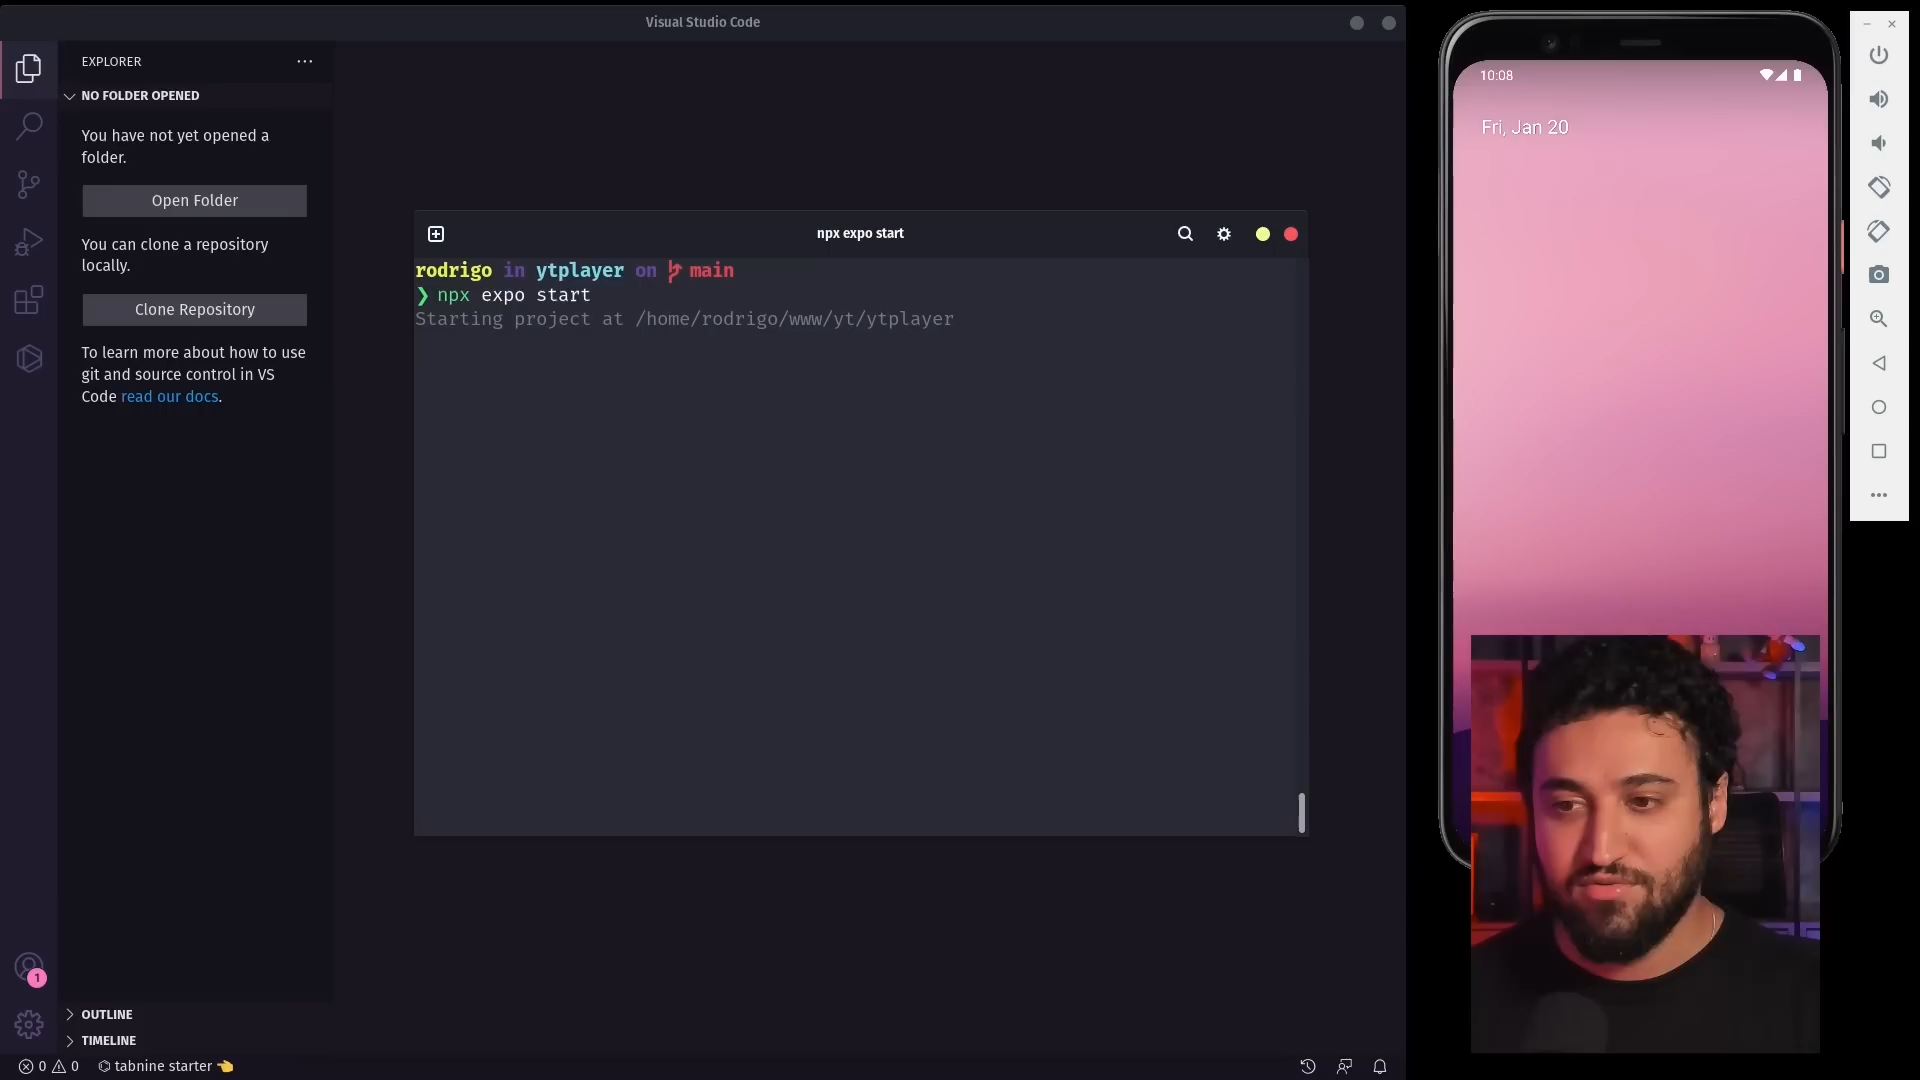 Visual Studio Code
EXPLORER
NO FOLDER OPENED
You have not yet opened a
folder.
Open Folder
You can clone a repository
locally.
Clone Repository
To learn more about how to use
git and source control in VS
Code read our docs.
1
OUTLINE
TIMELINE
0 0 tabnine starter
npx expo start
rodrigo in ytplayer on main
❯ npx expo start
Starting project at /home/rodrigo/www/yt/ytplayer
10:08
Fri, Jan 20